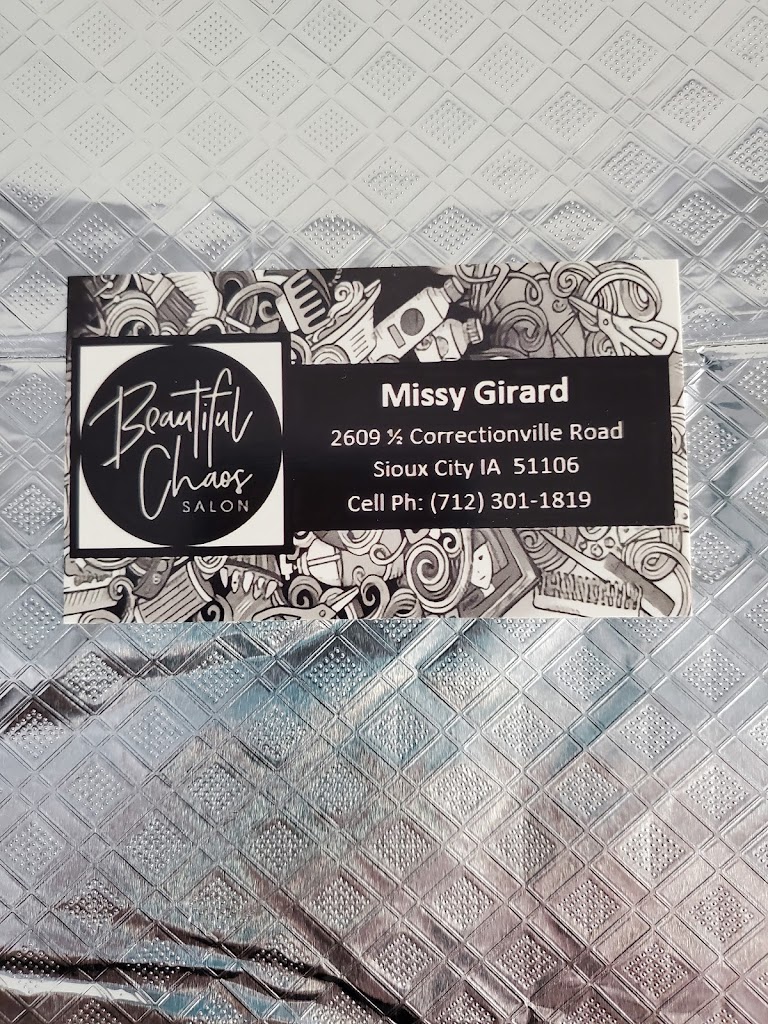 Beautiful
Chaos
SALON
Missy Girard
2609 ½ Correctionville Road
Sioux City IA  51106
Cell Ph: (712) 301-1819